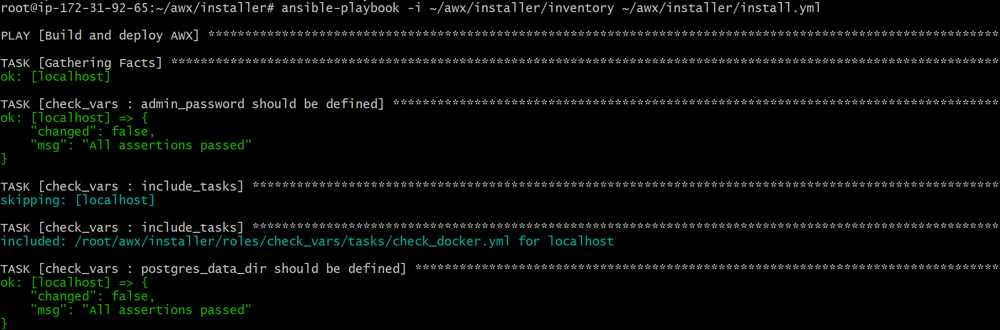 root@ip-172-31-92-65:~/awx/installer# ansible-playbook -i ~/awx/installer/inventory ~/awx/installer/install.yml
PLAY [Build and deploy AWX] ***********************************************************************************************************
TASK [Gathering Facts] ****************************************************************************************************************
ok: [localhost]
TASK [check_vars : admin_password should be defined] **********************************************************************************
ok: [localhost] => {
    "changed": false,
    "msg": "All assertions passed"
}
TASK [check_vars : include_tasks] *****************************************************************************************************
skipping: [localhost]
TASK [check_vars : include_tasks] *****************************************************************************************************
included: /root/awx/installer/roles/check_vars/tasks/check_docker.yml for localhost
TASK [check_vars : postgres_data_dir should be defined] *******************************************************************************
ok: [localhost] => {
    "changed": false,
    "msg": "All assertions passed"
}